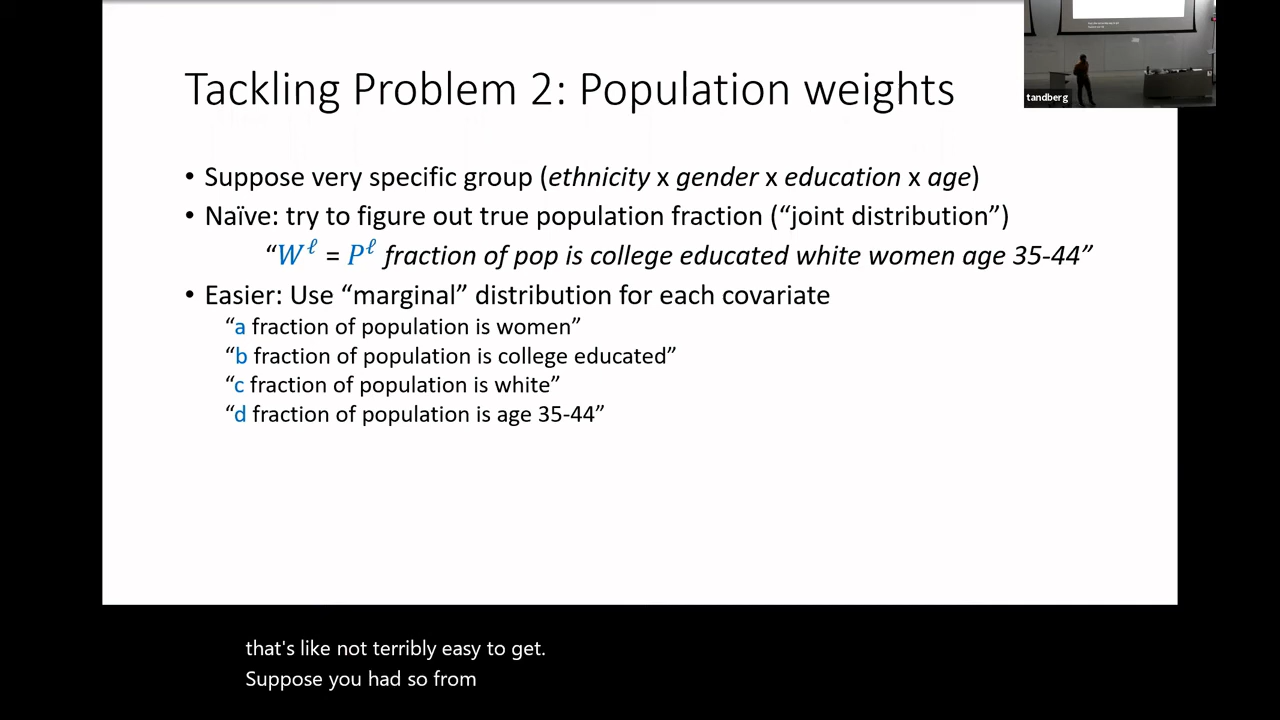 Tackling Problem 2: Population weights
tandberg
• Suppose very specific group (ethnicity x gender x education x age)
• Naïve: try to figure out true population fraction (“joint distribution”)
“Wℓ = Pℓ fraction of pop is college educated white women age 35-44”
• Easier: Use “marginal” distribution for each covariate
“a fraction of population is women”
“b fraction of population is college educated”
“c fraction of population is white”
“d fraction of population is age 35-44”
that's like not terribly easy to get.
Suppose you had so from